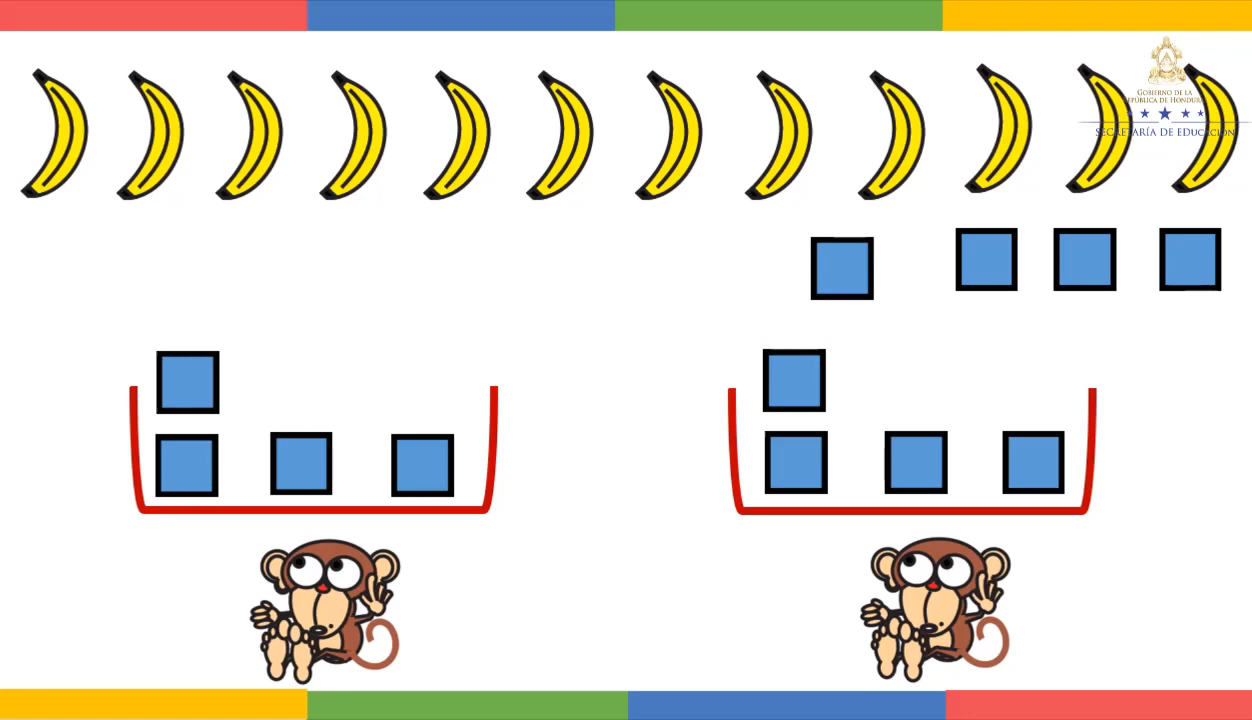 GOBIERNO DE LA
REPÚBLICA DE HONDURAS
SECRETARÍA DE EDUCACIÓN